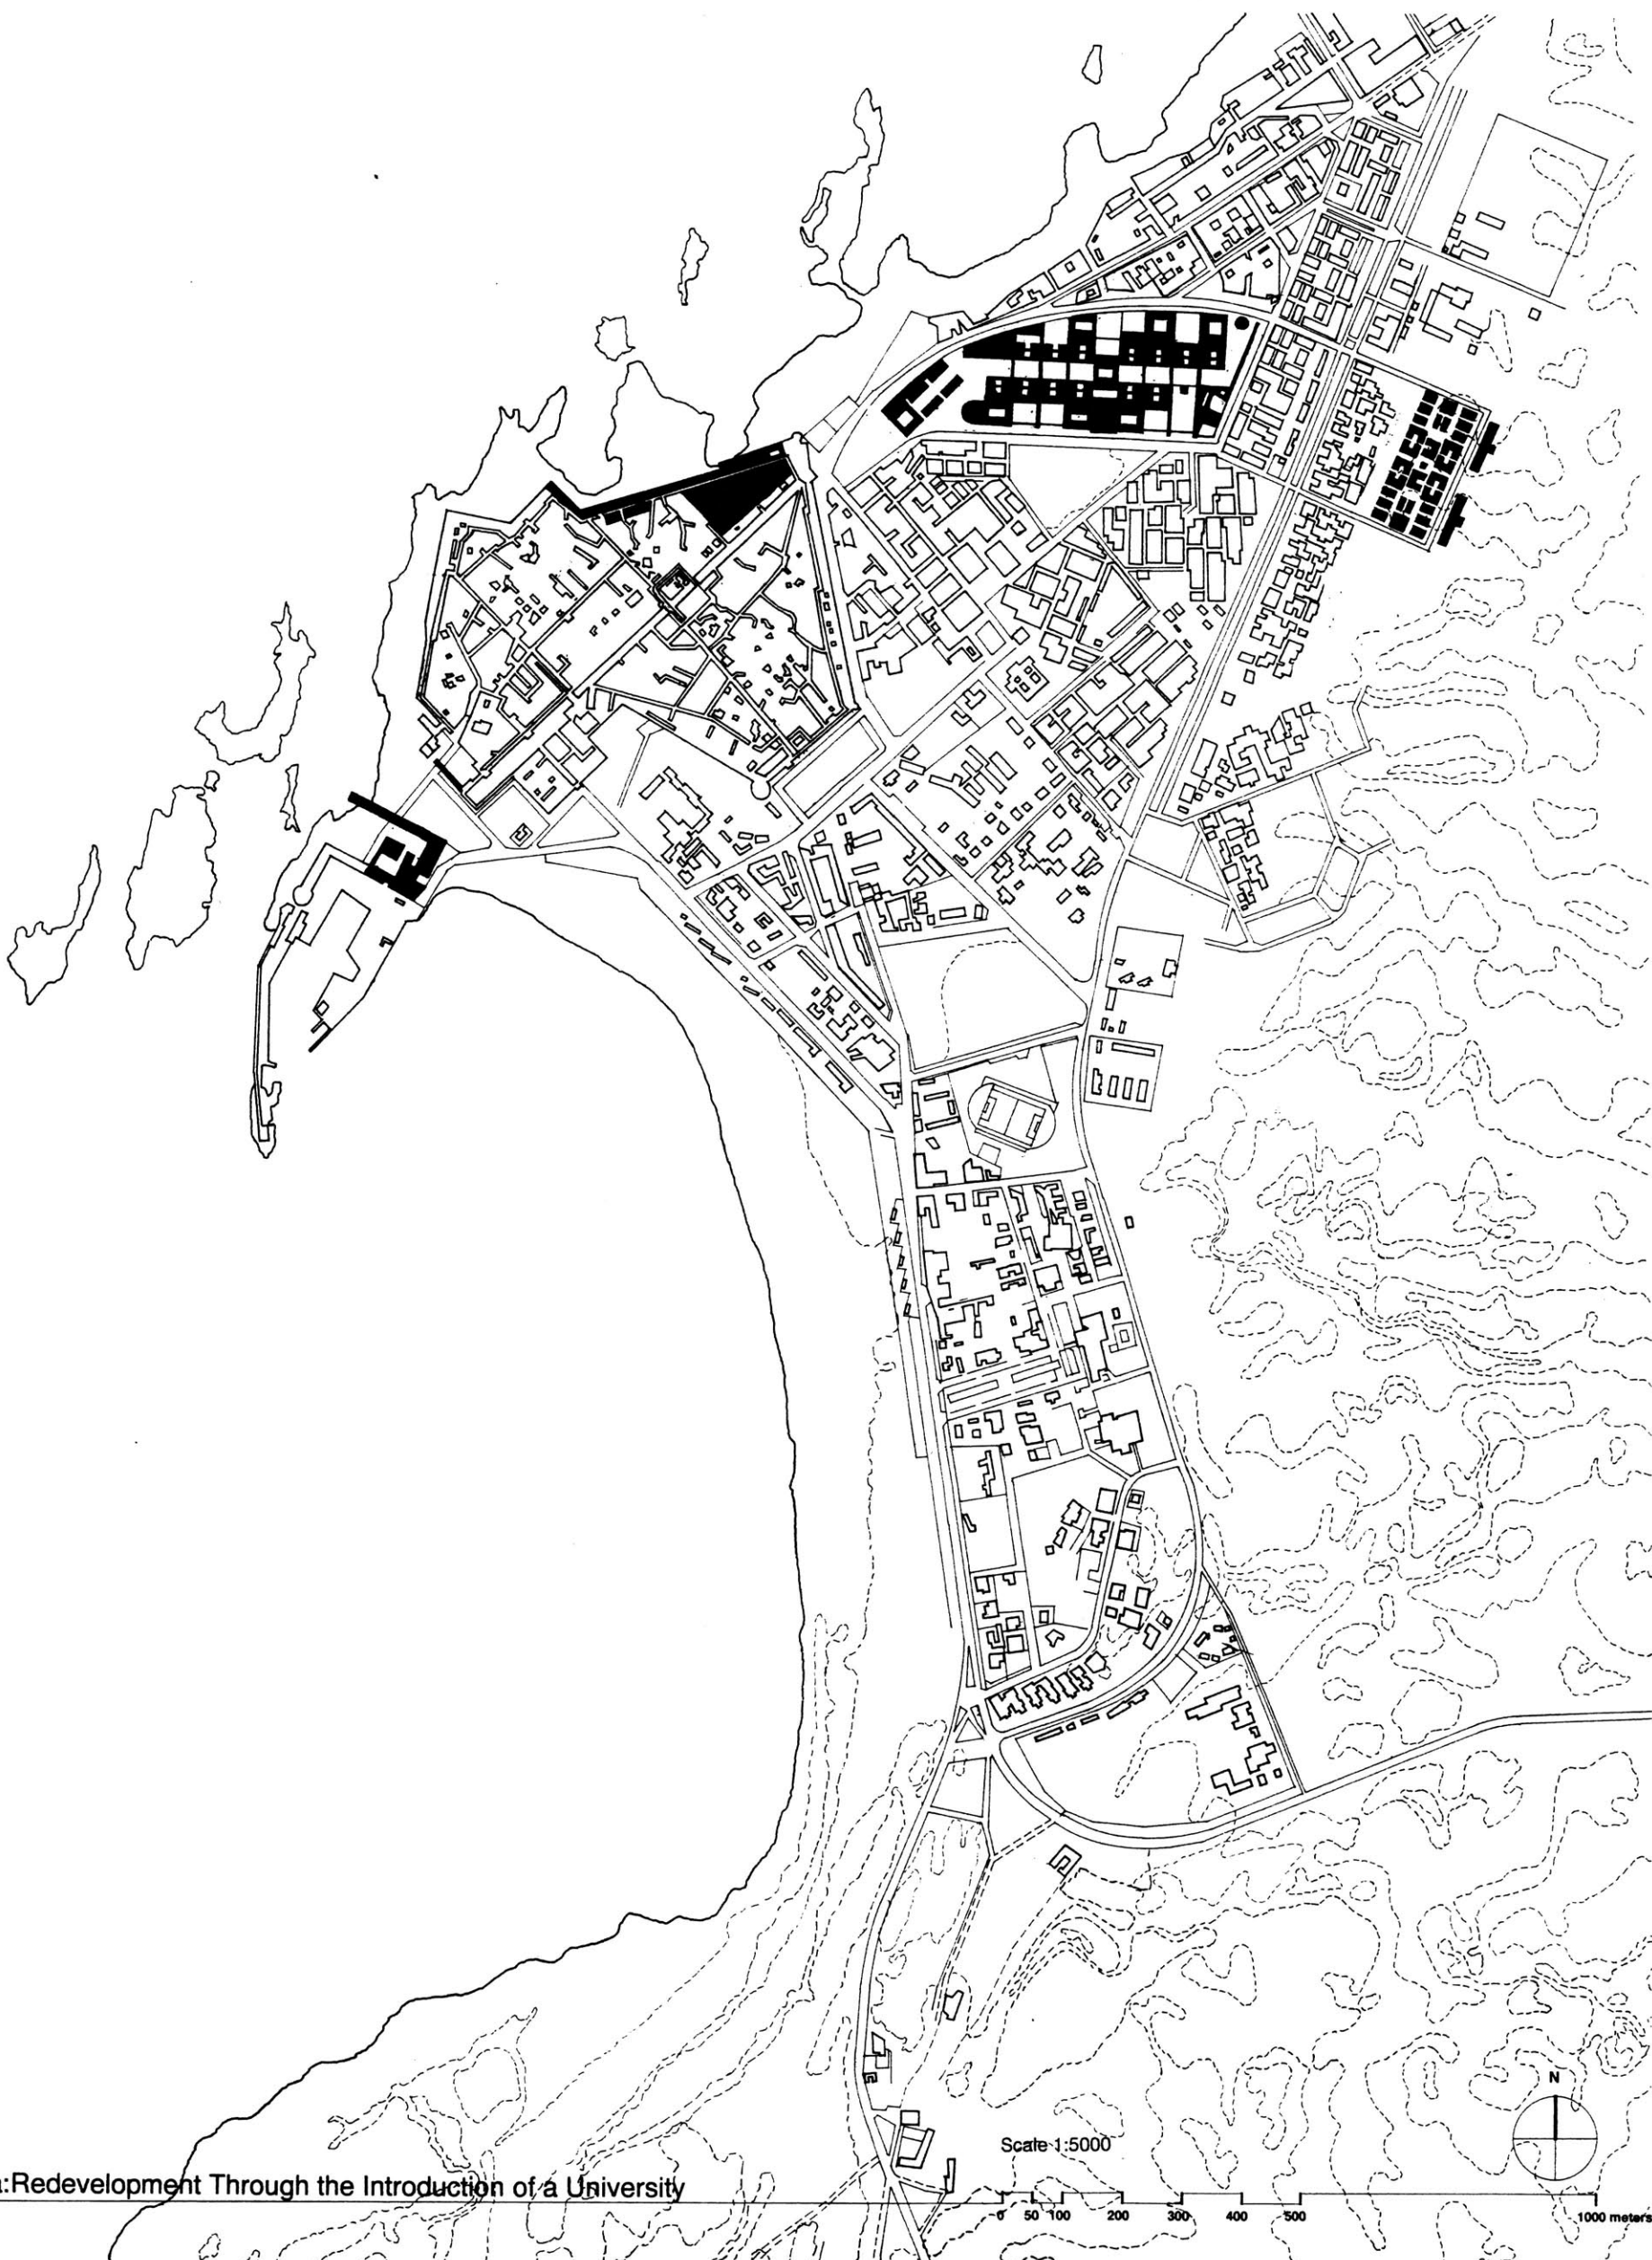 N
Scale 1:5000
:Redevelopment Through the Introduction of a University
0 50 100 200 300 400 500 1000 meters